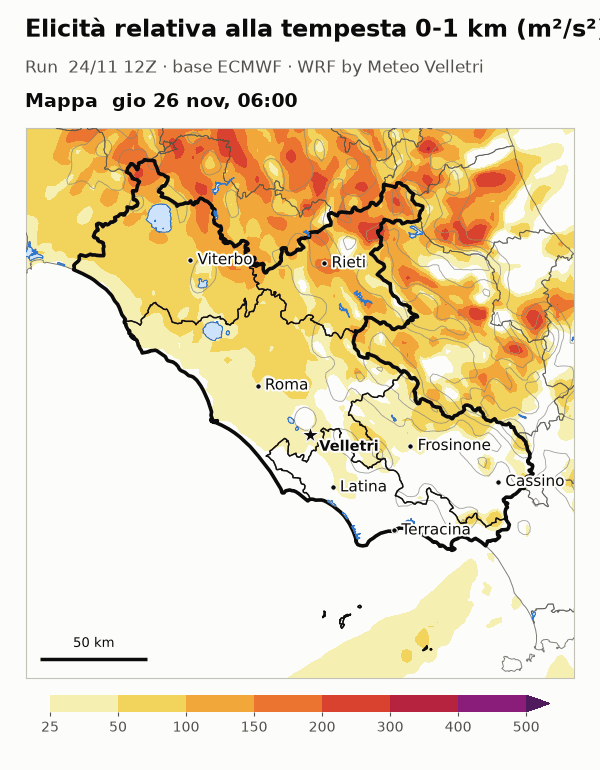 Elicità relativa alla tempesta 0-1 km (m²/s²)
Run 24/11 12Z · base ECMWF · WRF by Meteo Velletri
Mappa gio 26 nov, 06:00
Viterbo
Rieti
Roma
Velletri
Frosinone
Cassino
Latina
Terracina
50 km
25 50 100 150 200 300 400 500